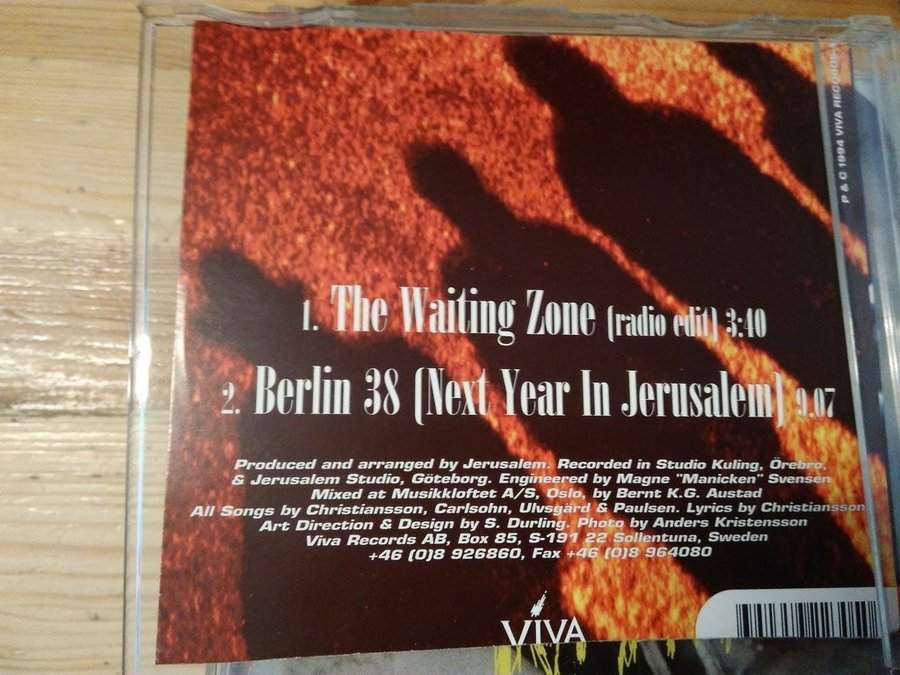 1. The Waiting Zone (radio edit) 3:40
2. Berlin 38 (Next Year In Jerusalem) 9.07
Produced and arranged by Jerusalem. Recorded in Studio Kuling, Örebro,
& Jerusalem Studio, Göteborg. Engineered by Magne "Manicken" Svensen
Mixed at Musikkloftet A/S, Oslo, by Bernt K.G. Austad
All Songs by Christiansson, Carlsohn, Ulvsgärd & Paulsen. Lyrics by Christiansson
Art Direction & Design by S. Durling. Photo by Anders Kristensson
Viva Records AB, Box 85, S-191 22 Sollentuna, Sweden
+46 (0)8 926860, Fax +46 (0)8 964080
VIVA
P & C 1994 VIVA RECORDS